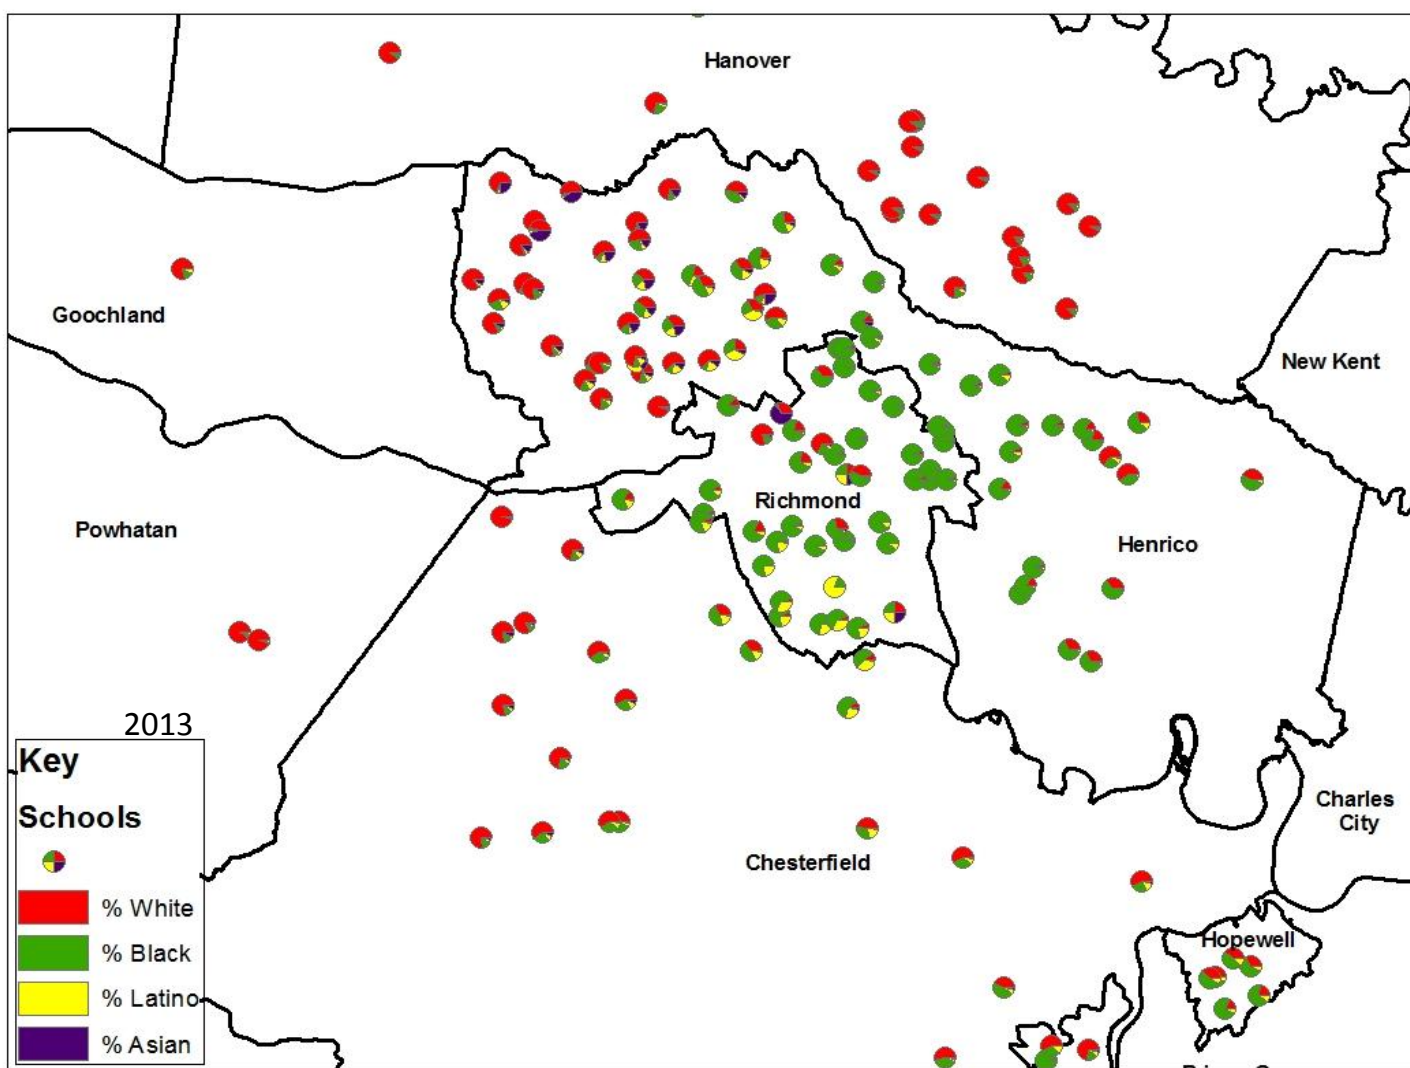 Hanover
Goochland
New Kent
Richmond
Powhatan
Henrico
2013
Key
Schools
% White
% Black
% Latino
% Asian
Charles
City
Chesterfield
Hopewell